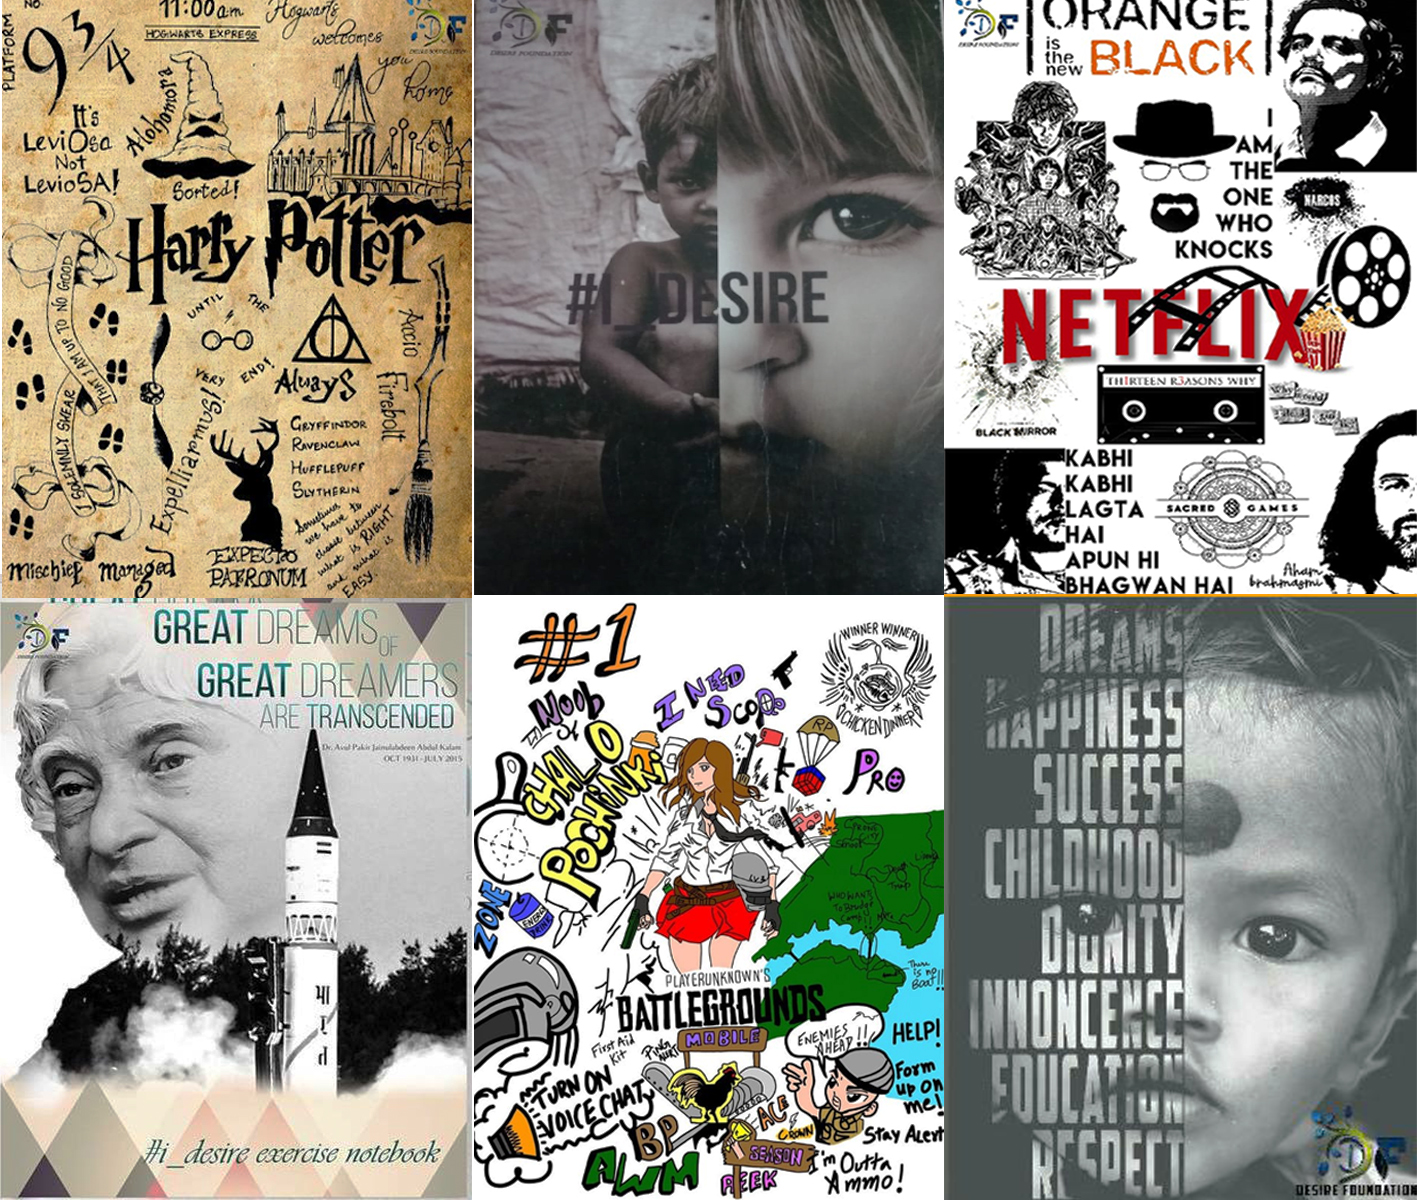 PLATFORM
NO.
9 3/4
11:00 am
HOGWARTS EXPRESS
Hogwarts
welcomes
you
home
DF
DESIRE FOUNDATION
It's
LeviOsa
Not
LevioSA!
Alohomora
Sorted!
Harry Potter
I SOLEMNLY SWEAR
THAT I AM UP TO NO GOOD
UNTIL THE
VERY END!
Always
Accio
Firebolt
Expelliarmus!
GRYFFINDOR
RAVENCLAW
HUFFLEPUFF
SLYTHERIN
Sometimes
we have to
choose between
what is RIGHT
and what is
EASY.
Mischief Managed
EXPECTO
PATRONUM
DF
DESIRE FOUNDATION
#I_DESIRE
DF
DESIRE FOUNDATION
ORANGE
is
the
new
BLACK
I
AM
THE
ONE
WHO
KNOCKS
NARCOS
NETFLIX
TH1RTEEN R3ASONS WHY
BLACK MIRROR
KABHI
KABHI
LAGTA
HAI
APUN HI
BHAGWAN HAI
SACRED GAMES
Aham
brahmasmi
DF
DESIRE FOUNDATION
GREAT DREAMS OF
GREAT DREAMERS
ARE TRANSCENDED
Dr. Avul Pakir Jainulabdeen Abdul Kalam
OCT 1931 - JULY 2015
#i_desire exercise notebook
#1
Noob
I NEED
Scope
WINNER WINNER
CHICKEN DINNER
CHALO
POCHINKI
RP
PRO
ZONE
ENERGY
DRINK
There
is no
Boat!!
PLAYERUNKNOWN'S
BATTLEGROUNDS
MOBILE
First Aid
Kit
ENEMIES
AHEAD!!
HELP!
Form
up on
me!
TURN ON
VOICE CHAT
BP
ACE
CROWN
AWM
SEASON
PEEK
Stay Alert
I'm Outta
Ammo!
DREAMS
HAPPINESS
SUCCESS
CHILDHOOD
DIGNITY
INNONCENCE
EDUCATION
RESPECT
DF
DESIRE FOUNDATION